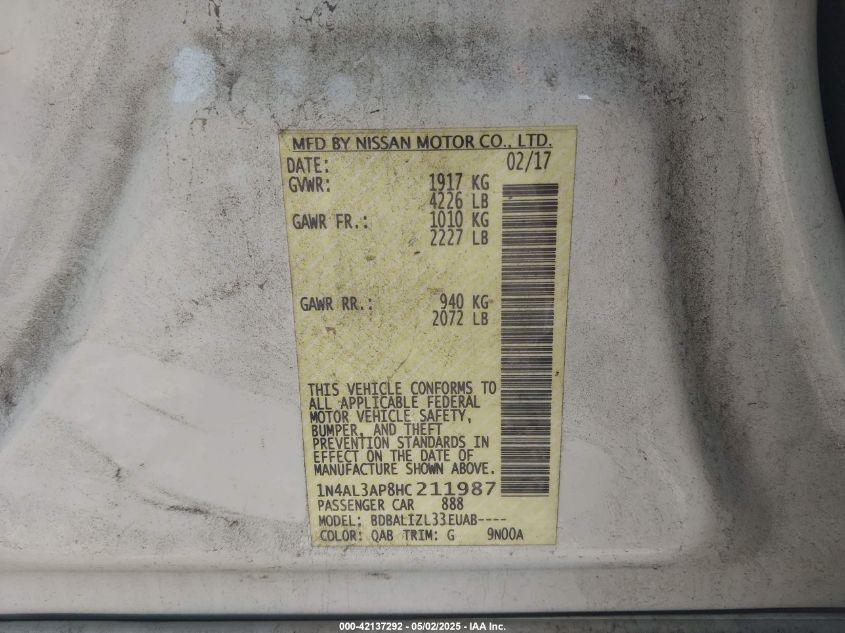 MFD BY NISSAN MOTOR CO., LTD.
DATE: 02/17
GVWR: 1917 KG
4226 LB
GAWR FR.: 1010 KG
2227 LB
GAWR RR.: 940 KG
2072 LB
THIS VEHICLE CONFORMS TO
ALL APPLICABLE FEDERAL
MOTOR VEHICLE SAFETY,
BUMPER, AND THEFT
PREVENTION STANDARDS IN
EFFECT ON THE DATE OF
MANUFACTURE SHOWN ABOVE.
1N4AL3AP8HC211987
PASSENGER CAR 888
MODEL: BDBALIZL33EUAB----
COLOR: QAB TRIM: G 9N00A
000-42137292 - 05/02/2025 - IAA Inc.